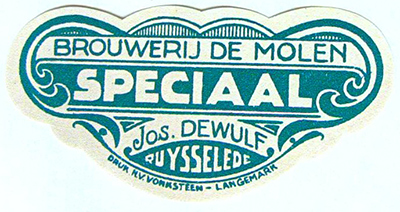 BROUWERIJ DE MOLEN
SPECIAAL
Jos. DEWULF
RUYSSELEDE
DRUK H.V. VONKSTEEN - LANGEMARK